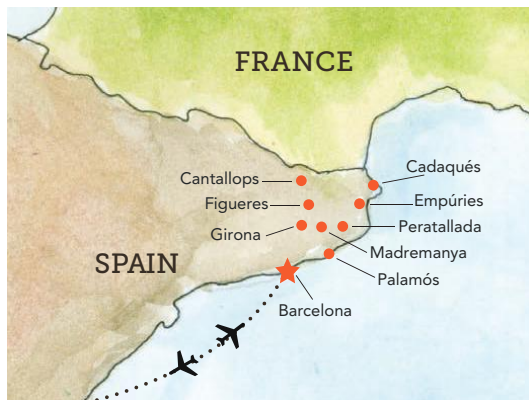 FRANCE
Cantallops
Cadaqués
Figueres
Empúries
Girona
Peratallada
Madremanya
SPAIN
Palamós
Barcelona